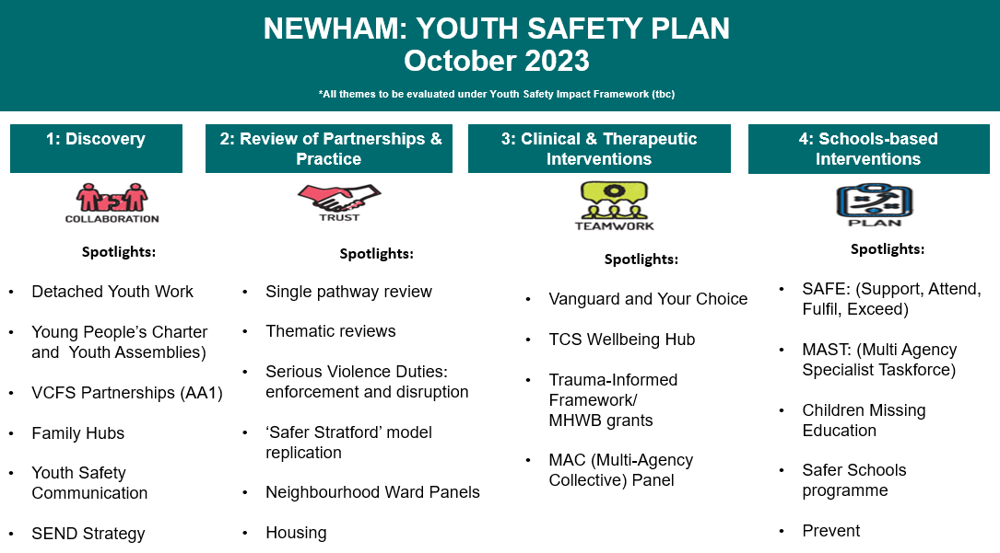 NEWHAM: YOUTH SAFETY PLAN
October 2023
*All themes to be evaluated under Youth Safety Impact Framework (tbc)
1: Discovery
COLLABORATION
Spotlights:
• Detached Youth Work
• Young People’s Charter
and  Youth Assemblies)
• VCFS Partnerships (AA1)
• Family Hubs
• Youth Safety
Communication
• SEND Strategy
2: Review of Partnerships &
Practice
TRUST
Spotlights:
• Single pathway review
• Thematic reviews
• Serious Violence Duties:
enforcement and disruption
• ‘Safer Stratford’ model
replication
• Neighbourhood Ward Panels
• Housing
3: Clinical & Therapeutic
Interventions
TEAMWORK
Spotlights:
• Vanguard and Your Choice
• TCS Wellbeing Hub
• Trauma-Informed
Framework/
MHWB grants
• MAC (Multi-Agency
Collective) Panel
4: Schools-based
Interventions
PLAN
Spotlights:
• SAFE: (Support, Attend,
Fulfil, Exceed)
• MAST: (Multi Agency
Specialist Taskforce)
• Children Missing
Education
• Safer Schools
programme
• Prevent